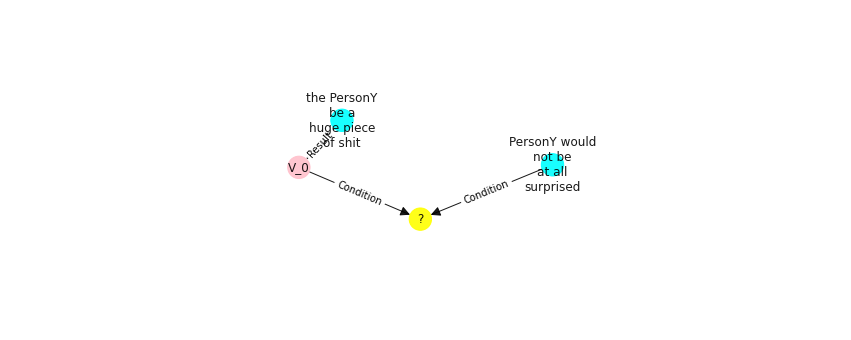 the PersonY
be a
huge piece
of shit
Result
PersonY would
not be
at all
surprised
V_0
Condition
Condition
?